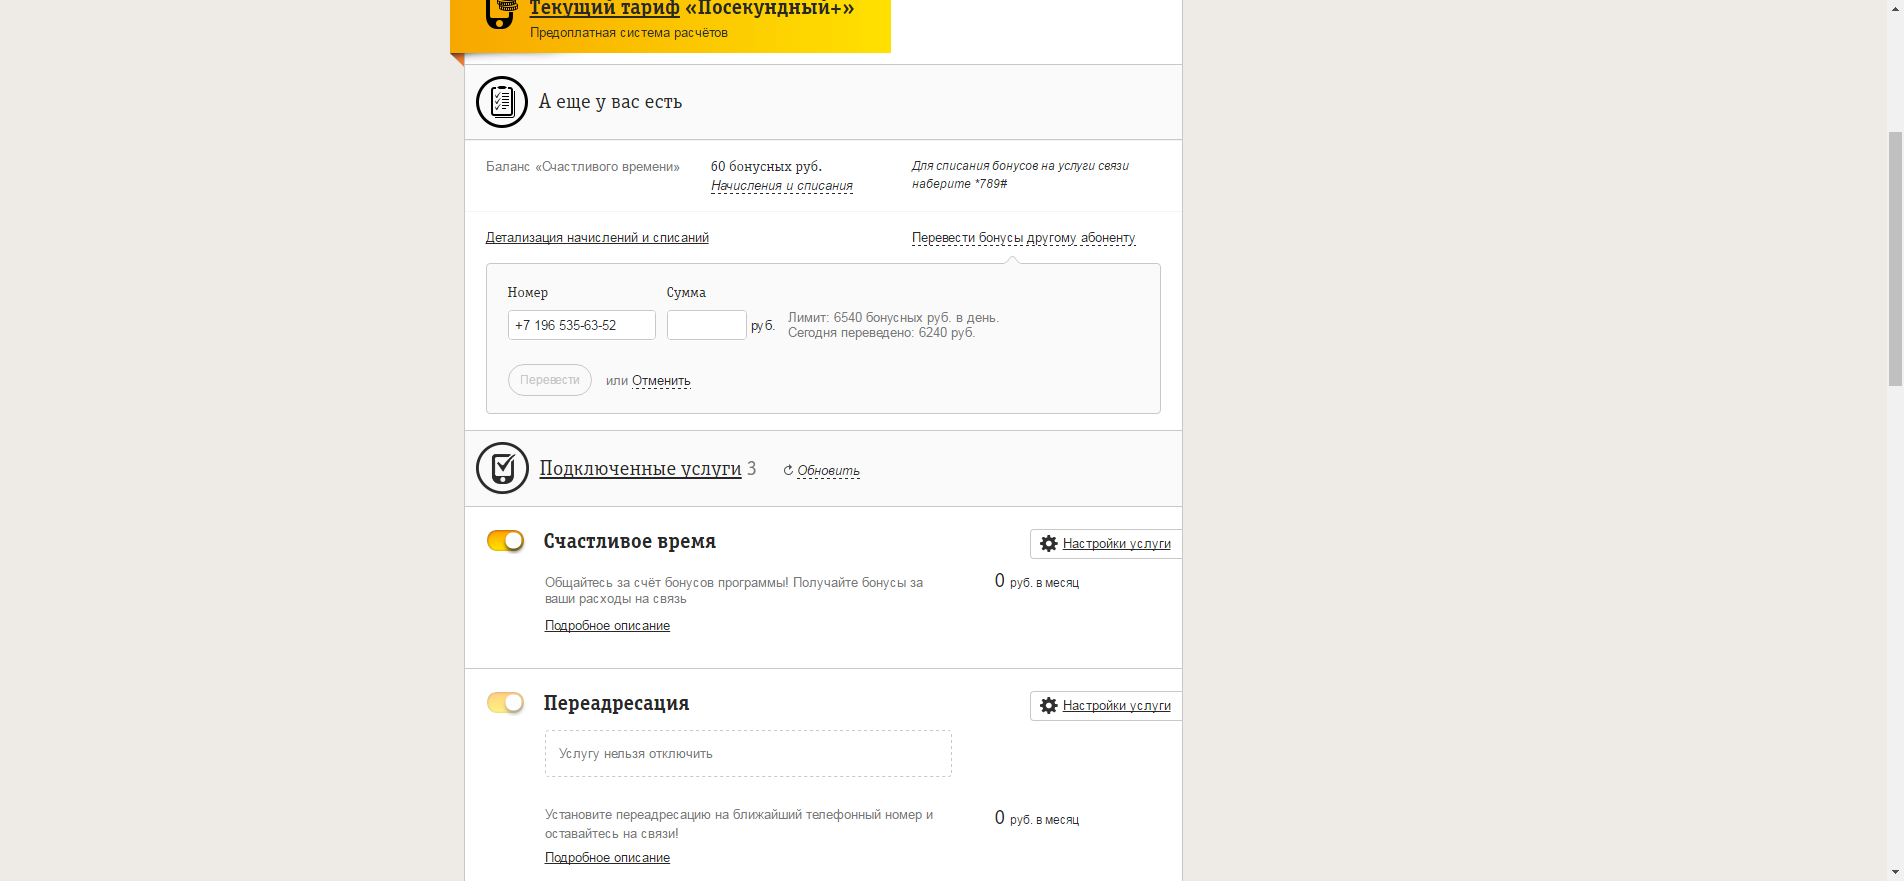 Текущий тариф «Посекундный+»
Предоплатная система расчётов
А еще у вас есть
Баланс «Счастливого времени»
60 бонусных руб.
Начисления и списания
Для списания бонусов на услуги связи
наберите *789#
Детализация начислений и списаний
Перевести бонусы другому абоненту
Номер
Сумма
+7 196 535-63-52
руб.
Лимит: 6540 бонусных руб. в день.
Сегодня переведено: 6240 руб.
Перевести
или Отменить
Подключенные услуги 3
Обновить
Счастливое время
Настройки услуги
Общайтесь за счёт бонусов программы! Получайте бонусы за
ваши расходы на связь
0 руб. в месяц
Подробное описание
Переадресация
Настройки услуги
Услугу нельзя отключить
Установите переадресацию на ближайший телефонный номер и
оставайтесь на связи!
0 руб. в месяц
Подробное описание